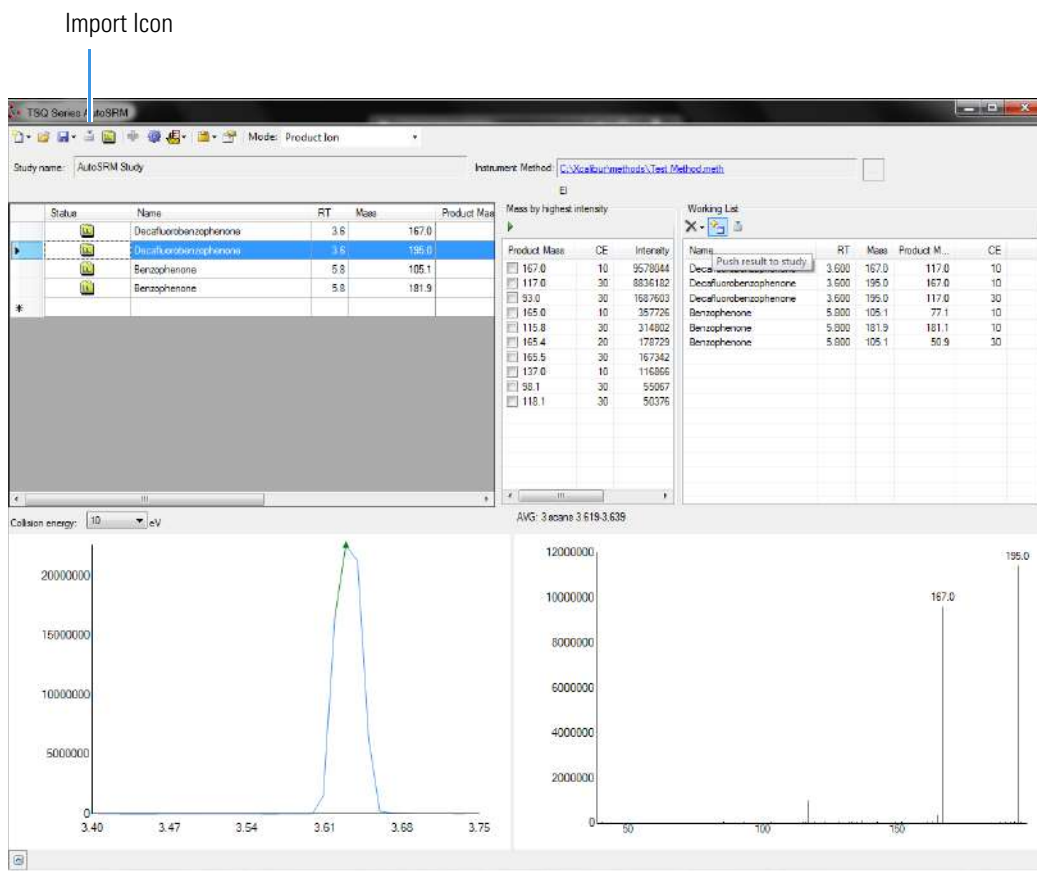 Import Icon
TSQ Series AutoSRM
Mode: Product Ion
Study name: AutoSRM Study Instrument Method: C:\Xcalibur\methods\Test Method.meth
EI
Status Name RT Mass Product Mas
Decafluorobenzophenone 3.6 167.0
Decafluorobenzophenone 3.6 195.0
Benzophenone 5.8 105.1
Benzophenone 5.8 181.9
Mass by highest intensity
Product Mass CE Intensity
167.0 10 9578044
117.0 30 8836182
93.0 30 1687603
165.0 10 357726
115.8 30 314802
165.4 20 178729
165.5 30 167342
137.0 10 116866
98.1 30 55067
118.1 30 50376
Working List
Push result to study
Name RT Mass Product M... CE
Deca 3.600 167.0 117.0 10
Decafluorobenzophenone 3.600 195.0 167.0 10
Decafluorobenzophenone 3.600 195.0 117.0 30
Benzophenone 5.800 105.1 77.1 10
Benzophenone 5.800 181.9 181.1 10
Benzophenone 5.800 105.1 50.9 30
Collision energy: 10 eV
AVG: 3 scans 3.619-3.639
20000000
15000000
10000000
5000000
0
3.40 3.47 3.54 3.61 3.68 3.75
12000000
10000000
8000000
6000000
4000000
2000000
0
50 100 150
167.0
195.0